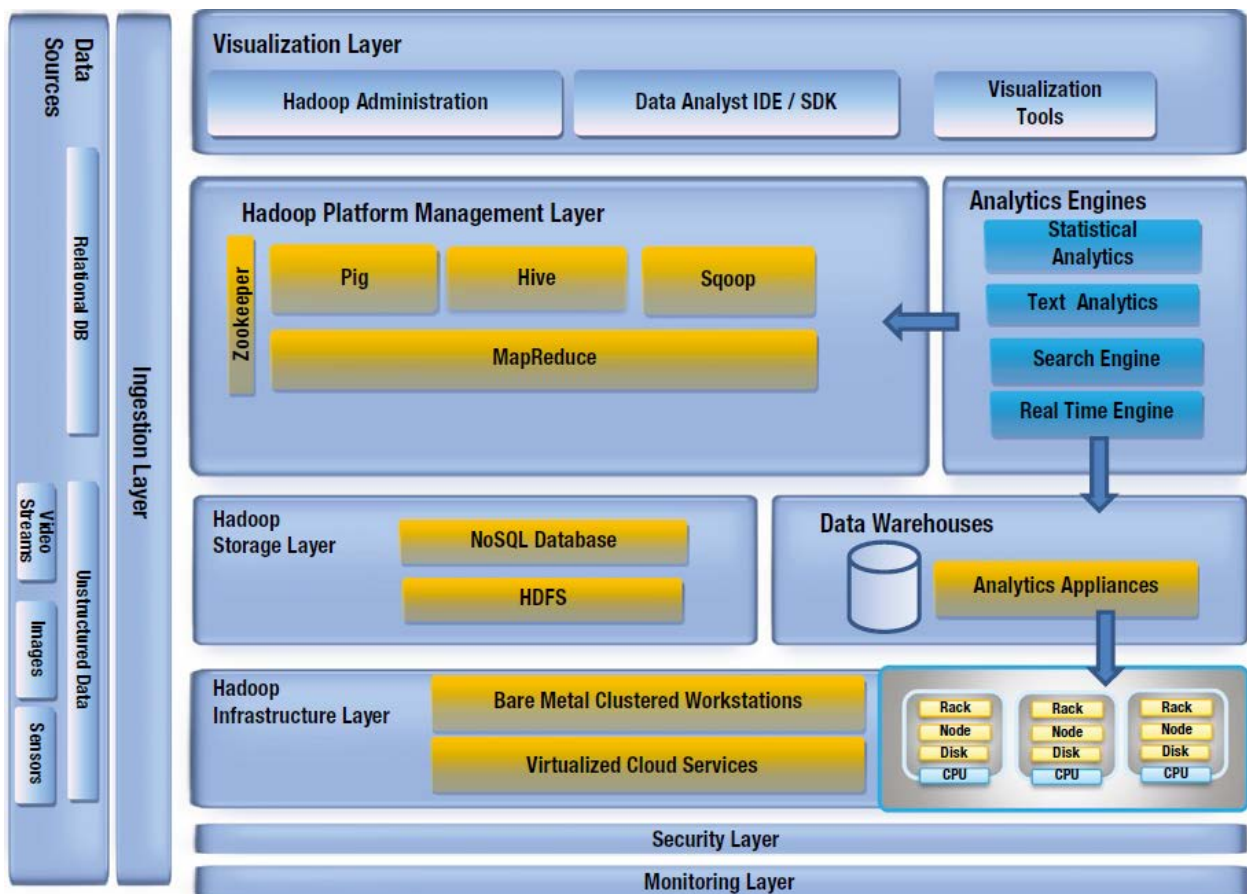 Data
Sources
Relational DB
Video
Streams
Unstructured Data
Images
Sensors
Ingestion Layer
Visualization Layer
Hadoop Administration
Data Analyst IDE / SDK
Visualization
Tools
Hadoop Platform Management Layer
Zookeeper
Pig
Hive
Sqoop
MapReduce
Analytics Engines
Statistical
Analytics
Text Analytics
Search Engine
Real Time Engine
Hadoop
Storage Layer
NoSQL Database
HDFS
Data Warehouses
Analytics Appliances
Hadoop
Infrastructure Layer
Bare Metal Clustered Workstations
Virtualized Cloud Services
Rack
Node
Disk
CPU
Rack
Node
Disk
CPU
Rack
Node
Disk
CPU
Security Layer
Monitoring Layer